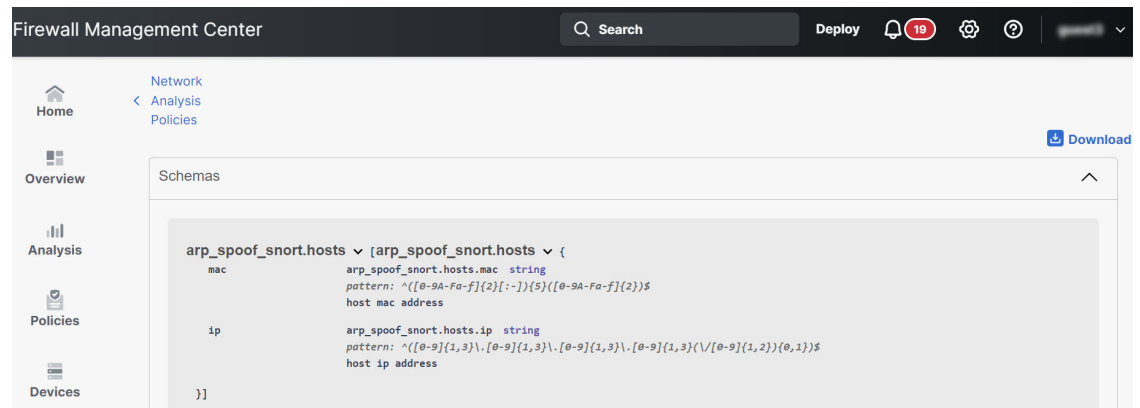 Firewall Management Center
Search
Deploy
19
Home
Overview
Analysis
Policies
Devices
Network
Analysis
Policies
Download
Schemas
arp_spoof_snort.hosts [arp_spoof_snort.hosts {
mac arp_spoof_snort.hosts.mac string
pattern: ^([0-9A-Fa-f]{2}[:-]){5}([0-9A-Fa-f]{2})$
host mac address
ip arp_spoof_snort.hosts.ip string
pattern: ^([0-9]{1,3}\.[0-9]{1,3}\.[0-9]{1,3}\.[0-9]{1,3}(\/[0-9]{1,2}){0,1})$
host ip address
}]